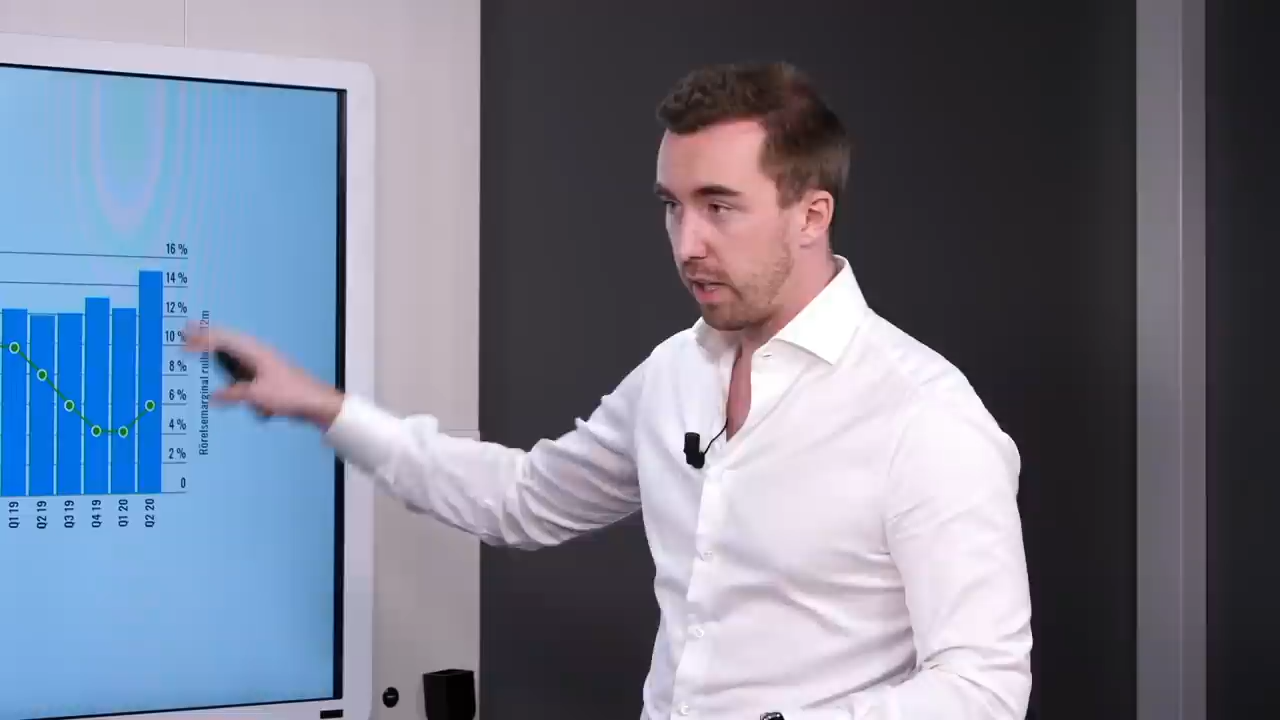 16 %
14 %
12 %
10 %
8 %
6 %
4 %
2 %
0
Rörelsemarginal
12m
Q1 19
Q2 19
Q3 19
Q4 19
Q1 20
Q2 20